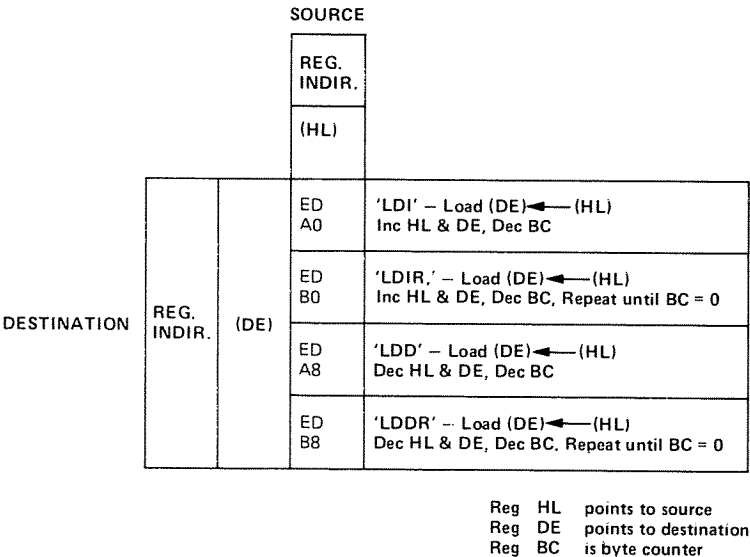 SOURCE
REG.
INDIR.
(HL)
DESTINATION
REG.
INDIR.
(DE)
ED
A0
'LDI' – Load (DE)◄—(HL)
Inc HL & DE, Dec BC
ED
B0
'LDIR,' – Load (DE)◄—(HL)
Inc HL & DE, Dec BC, Repeat until BC = 0
ED
A8
'LDD' – Load (DE)◄—(HL)
Dec HL & DE, Dec BC
ED
B8
'LDDR' – Load (DE)◄—(HL)
Dec HL & DE, Dec BC, Repeat until BC = 0
Reg HL points to source
Reg DE points to destination
Reg BC is byte counter